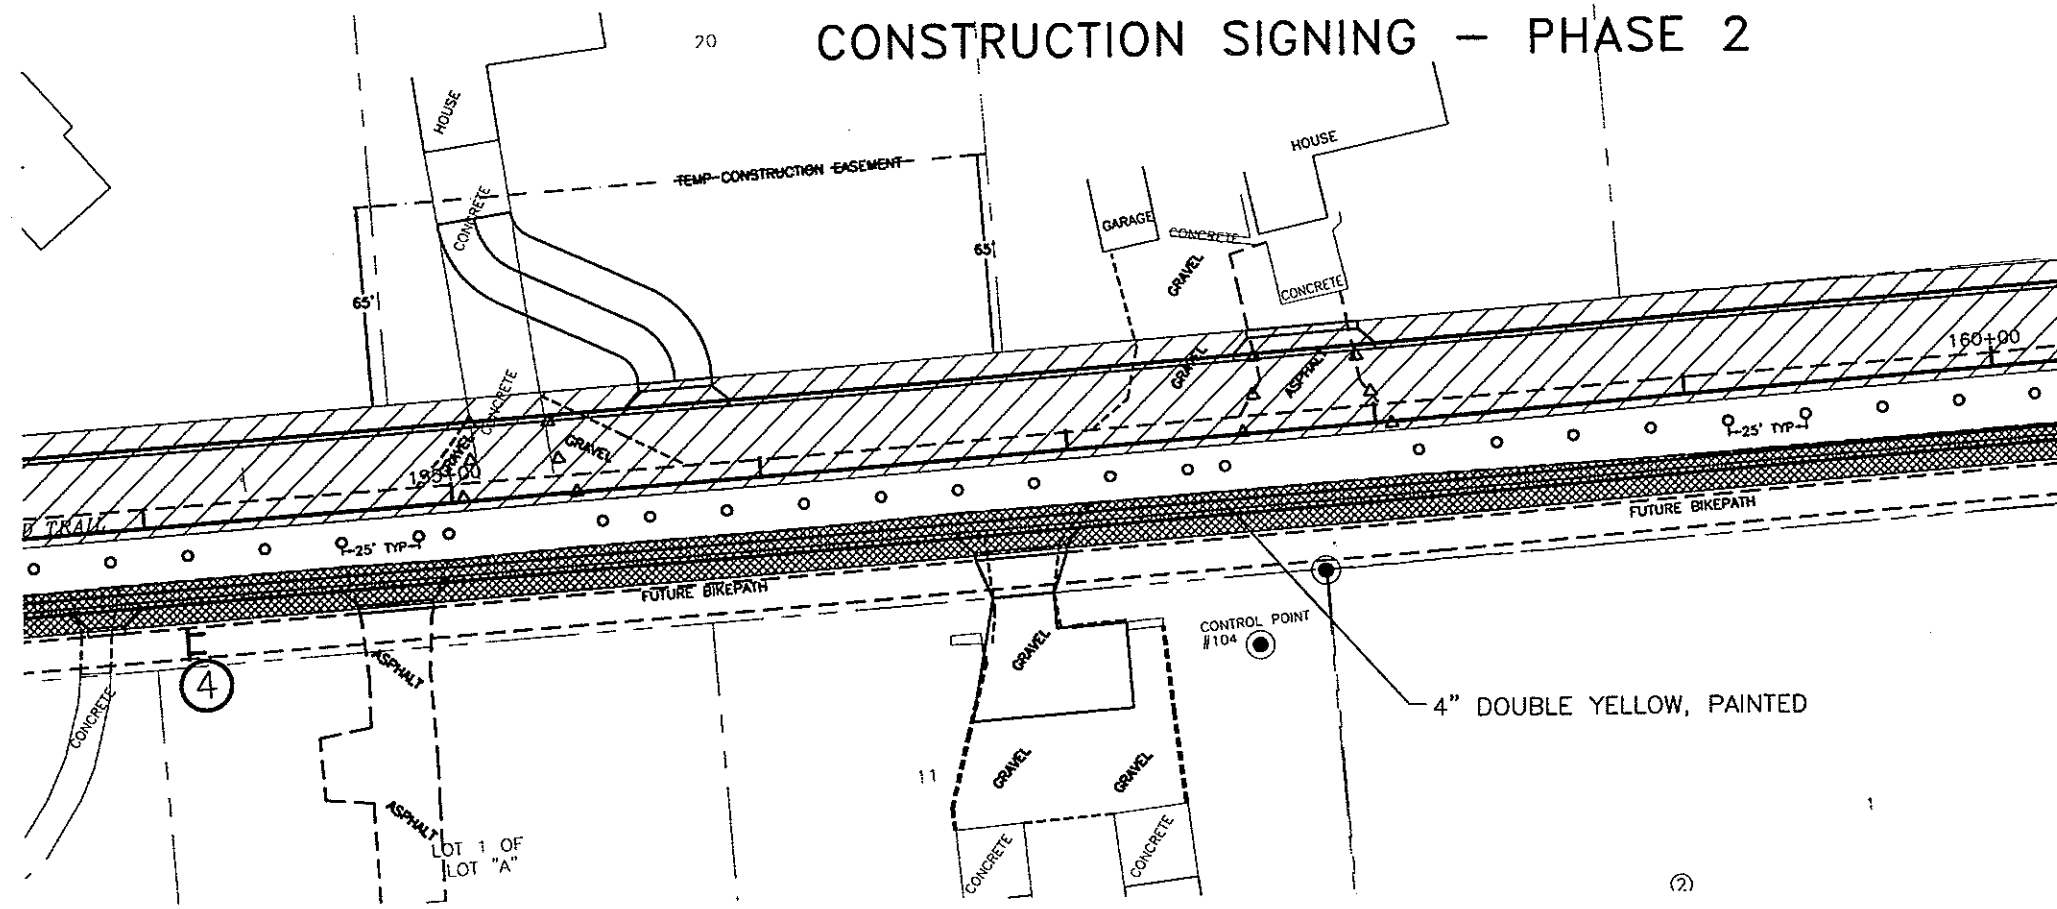 CONSTRUCTION SIGNING – PHASE 2
20
HOUSE
HOUSE
TEMP CONSTRUCTION EASEMENT
CONCRETE
GARAGE
CONCRETE
65'
65'
GRAVEL
CONCRETE
160+00
GRAVEL
ASPHALT
CONCRETE
GRAVEL
GRAVEL
25' TYP
D TRAIL
25' TYP
FUTURE BIKEPATH
FUTURE BIKEPATH
CONTROL POINT
#104
GRAVEL
ASPHALT
4
CONCRETE
4" DOUBLE YELLOW, PAINTED
GRAVEL
GRAVEL
11
1
ASPHALT
LOT 1 OF
LOT "A"
CONCRETE
CONCRETE
2